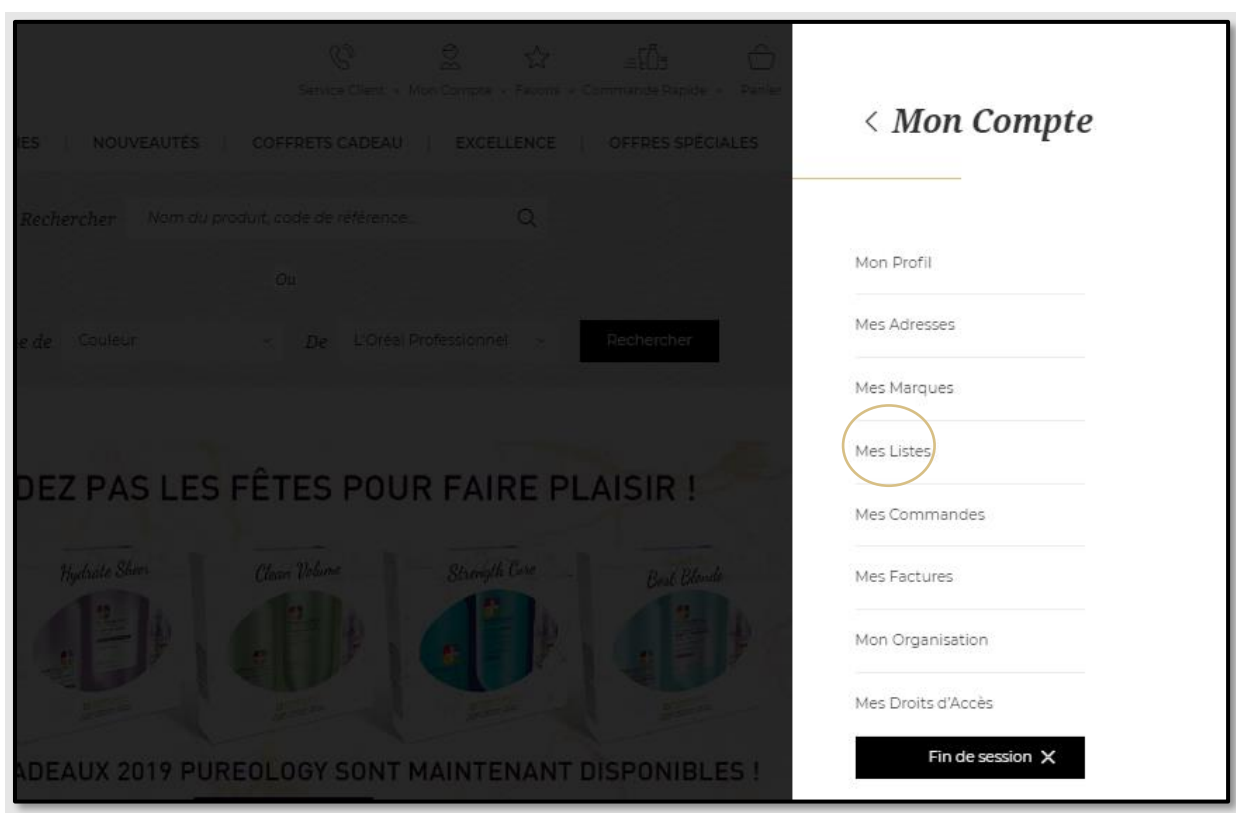 Service Client
Mon Compte
Favoris
Commande Rapide
Panier
NOUVEAUTÉS
COFFRETS CADEAU
EXCELLENCE
OFFRES SPÉCIALES
Rechercher
Nom du produit, code de référence...
Ou
e de
Couleur
De
L'Oréal Professionnel
Rechercher
DEZ PAS LES FÊTES POUR FAIRE PLAISIR !
Hydrate Sheer
Clean Volume
Strength Cure
Best Blonde
ADEAUX 2019 PUREOLOGY SONT MAINTENANT DISPONIBLES !
< Mon Compte
Mon Profil
Mes Adresses
Mes Marques
Mes Listes
Mes Commandes
Mes Factures
Mon Organisation
Mes Droits d'Accès
Fin de session X